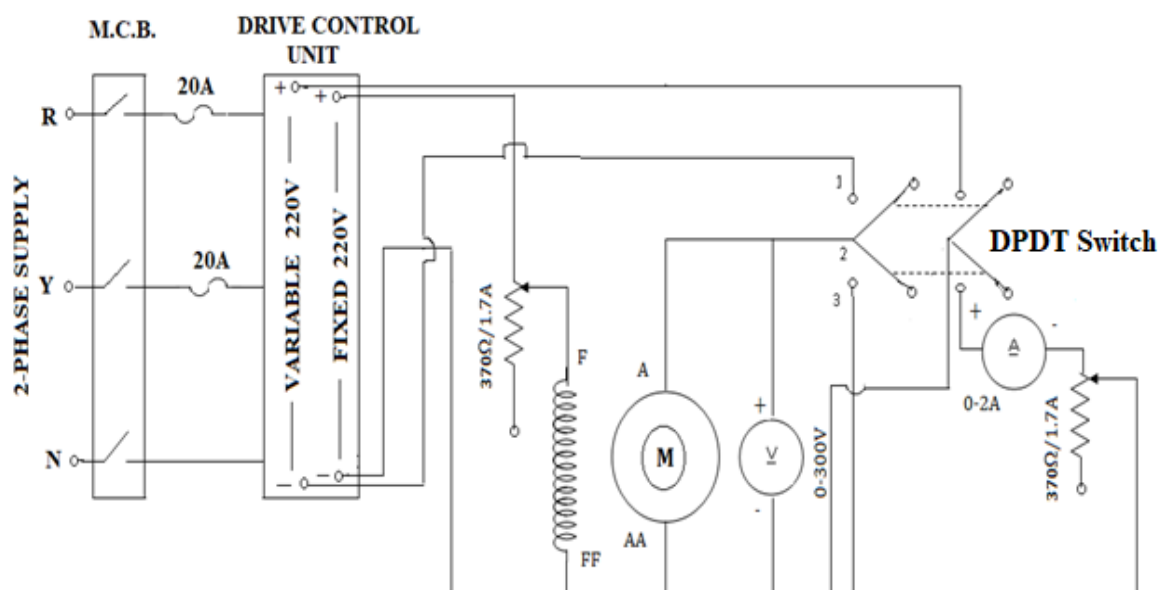 M.C.B.
DRIVE CONTROL
UNIT
20A
R
+
+
Y
20A
N
2-PHASE SUPPLY
VARIABLE 220V
FIXED 220V
-
-
370Ω/1.7A
F
FF
A
M
AA
+
V
-
0-300V
1
2
3
DPDT Switch
+
A
-
0-2A
370Ω/1.7A